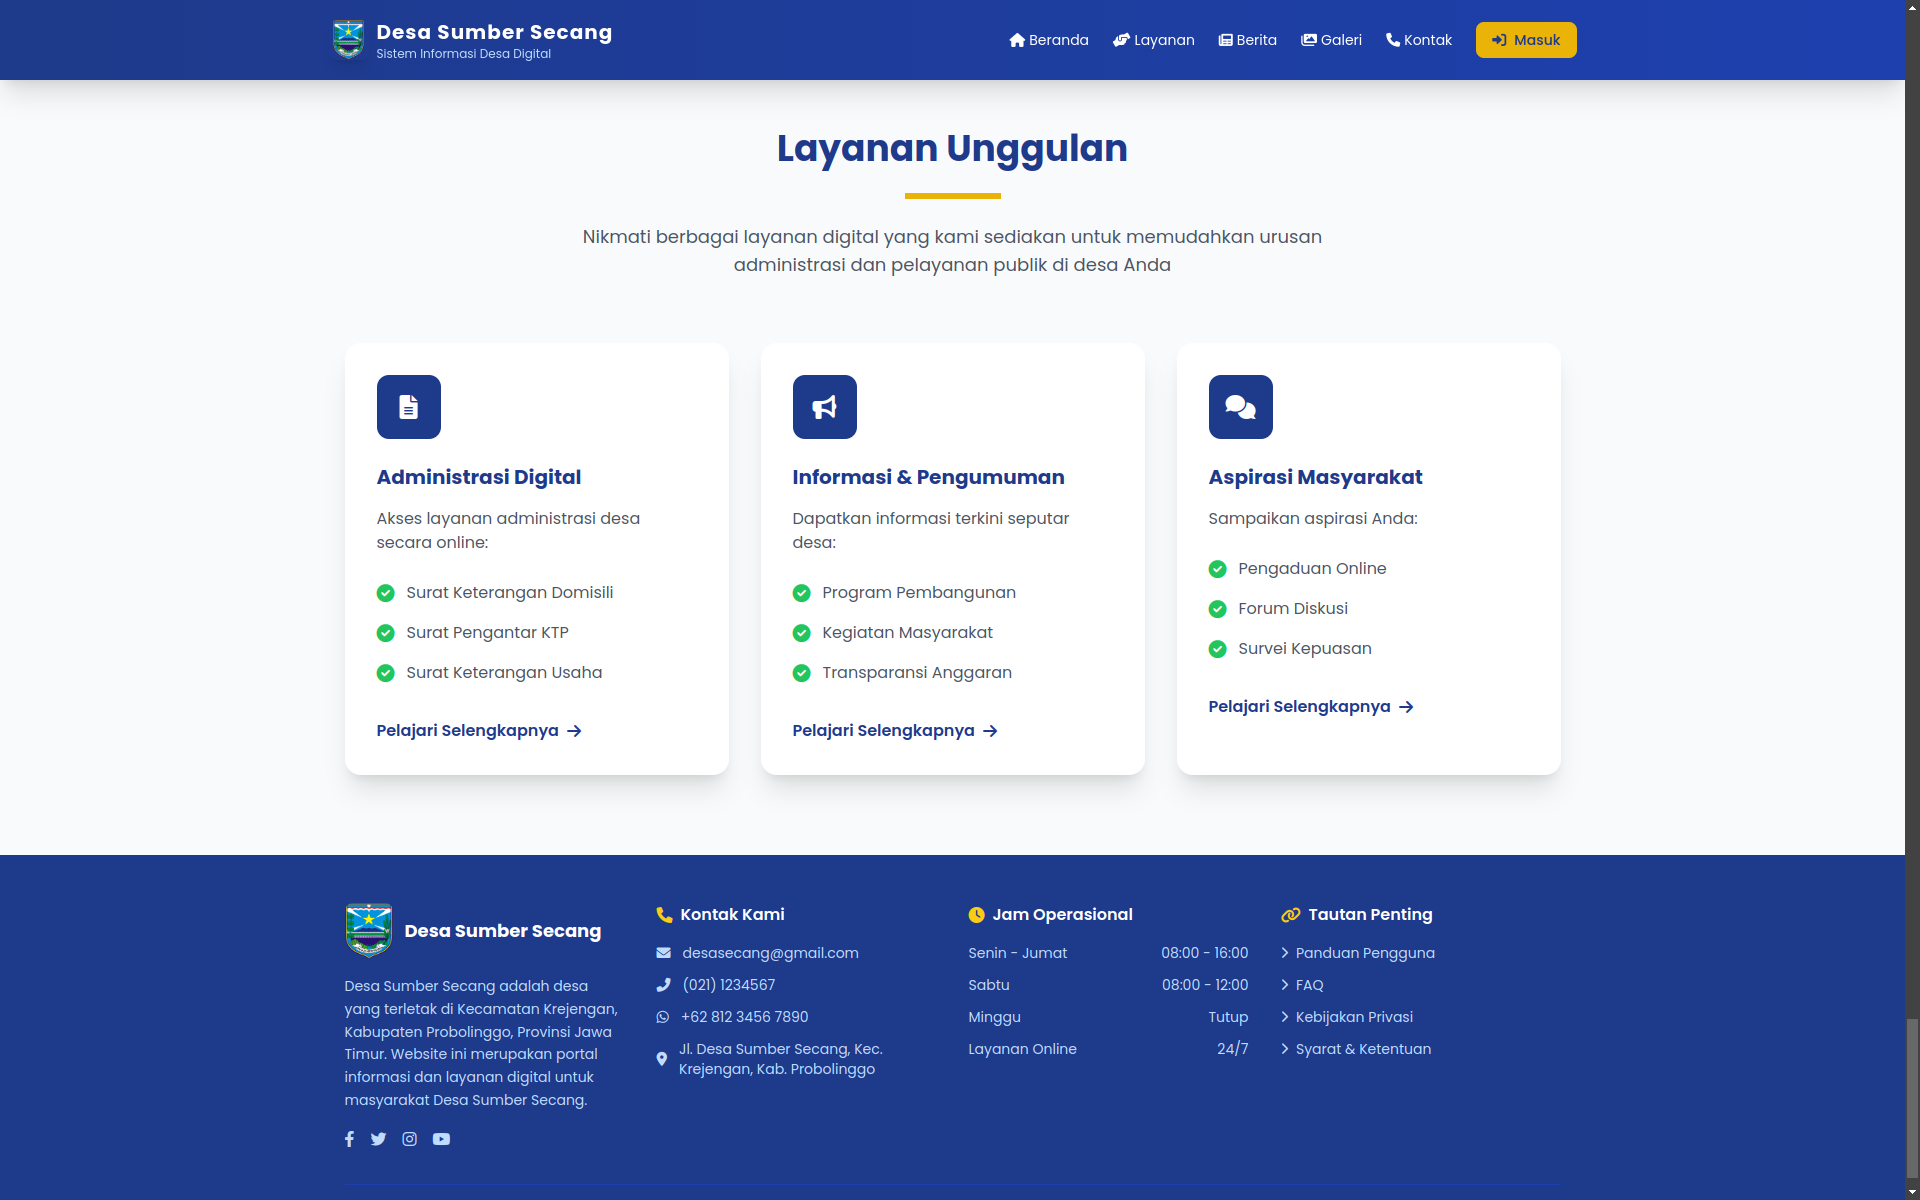 Desa Sumber Secang
Sistem Informasi Desa Digital
Beranda
Layanan
Berita
Galeri
Kontak
Masuk
Layanan Unggulan
Nikmati berbagai layanan digital yang kami sediakan untuk memudahkan urusan
administrasi dan pelayanan publik di desa Anda
Administrasi Digital
Akses layanan administrasi desa
secara online:
Surat Keterangan Domisili
Surat Pengantar KTP
Surat Keterangan Usaha
Pelajari Selengkapnya
Informasi & Pengumuman
Dapatkan informasi terkini seputar
desa:
Program Pembangunan
Kegiatan Masyarakat
Transparansi Anggaran
Pelajari Selengkapnya
Aspirasi Masyarakat
Sampaikan aspirasi Anda:
Pengaduan Online
Forum Diskusi
Survei Kepuasan
Pelajari Selengkapnya
Desa Sumber Secang
Desa Sumber Secang adalah desa
yang terletak di Kecamatan Krejengan,
Kabupaten Probolinggo, Provinsi Jawa
Timur. Website ini merupakan portal
informasi dan layanan digital untuk
masyarakat Desa Sumber Secang.
Kontak Kami
desasecang@gmail.com
(021) 1234567
+62 812 3456 7890
Jl. Desa Sumber Secang, Kec.
Krejengan, Kab. Probolinggo
Jam Operasional
Senin - Jumat 08:00 - 16:00
Sabtu 08:00 - 12:00
Minggu Tutup
Layanan Online 24/7
Tautan Penting
Panduan Pengguna
FAQ
Kebijakan Privasi
Syarat & Ketentuan